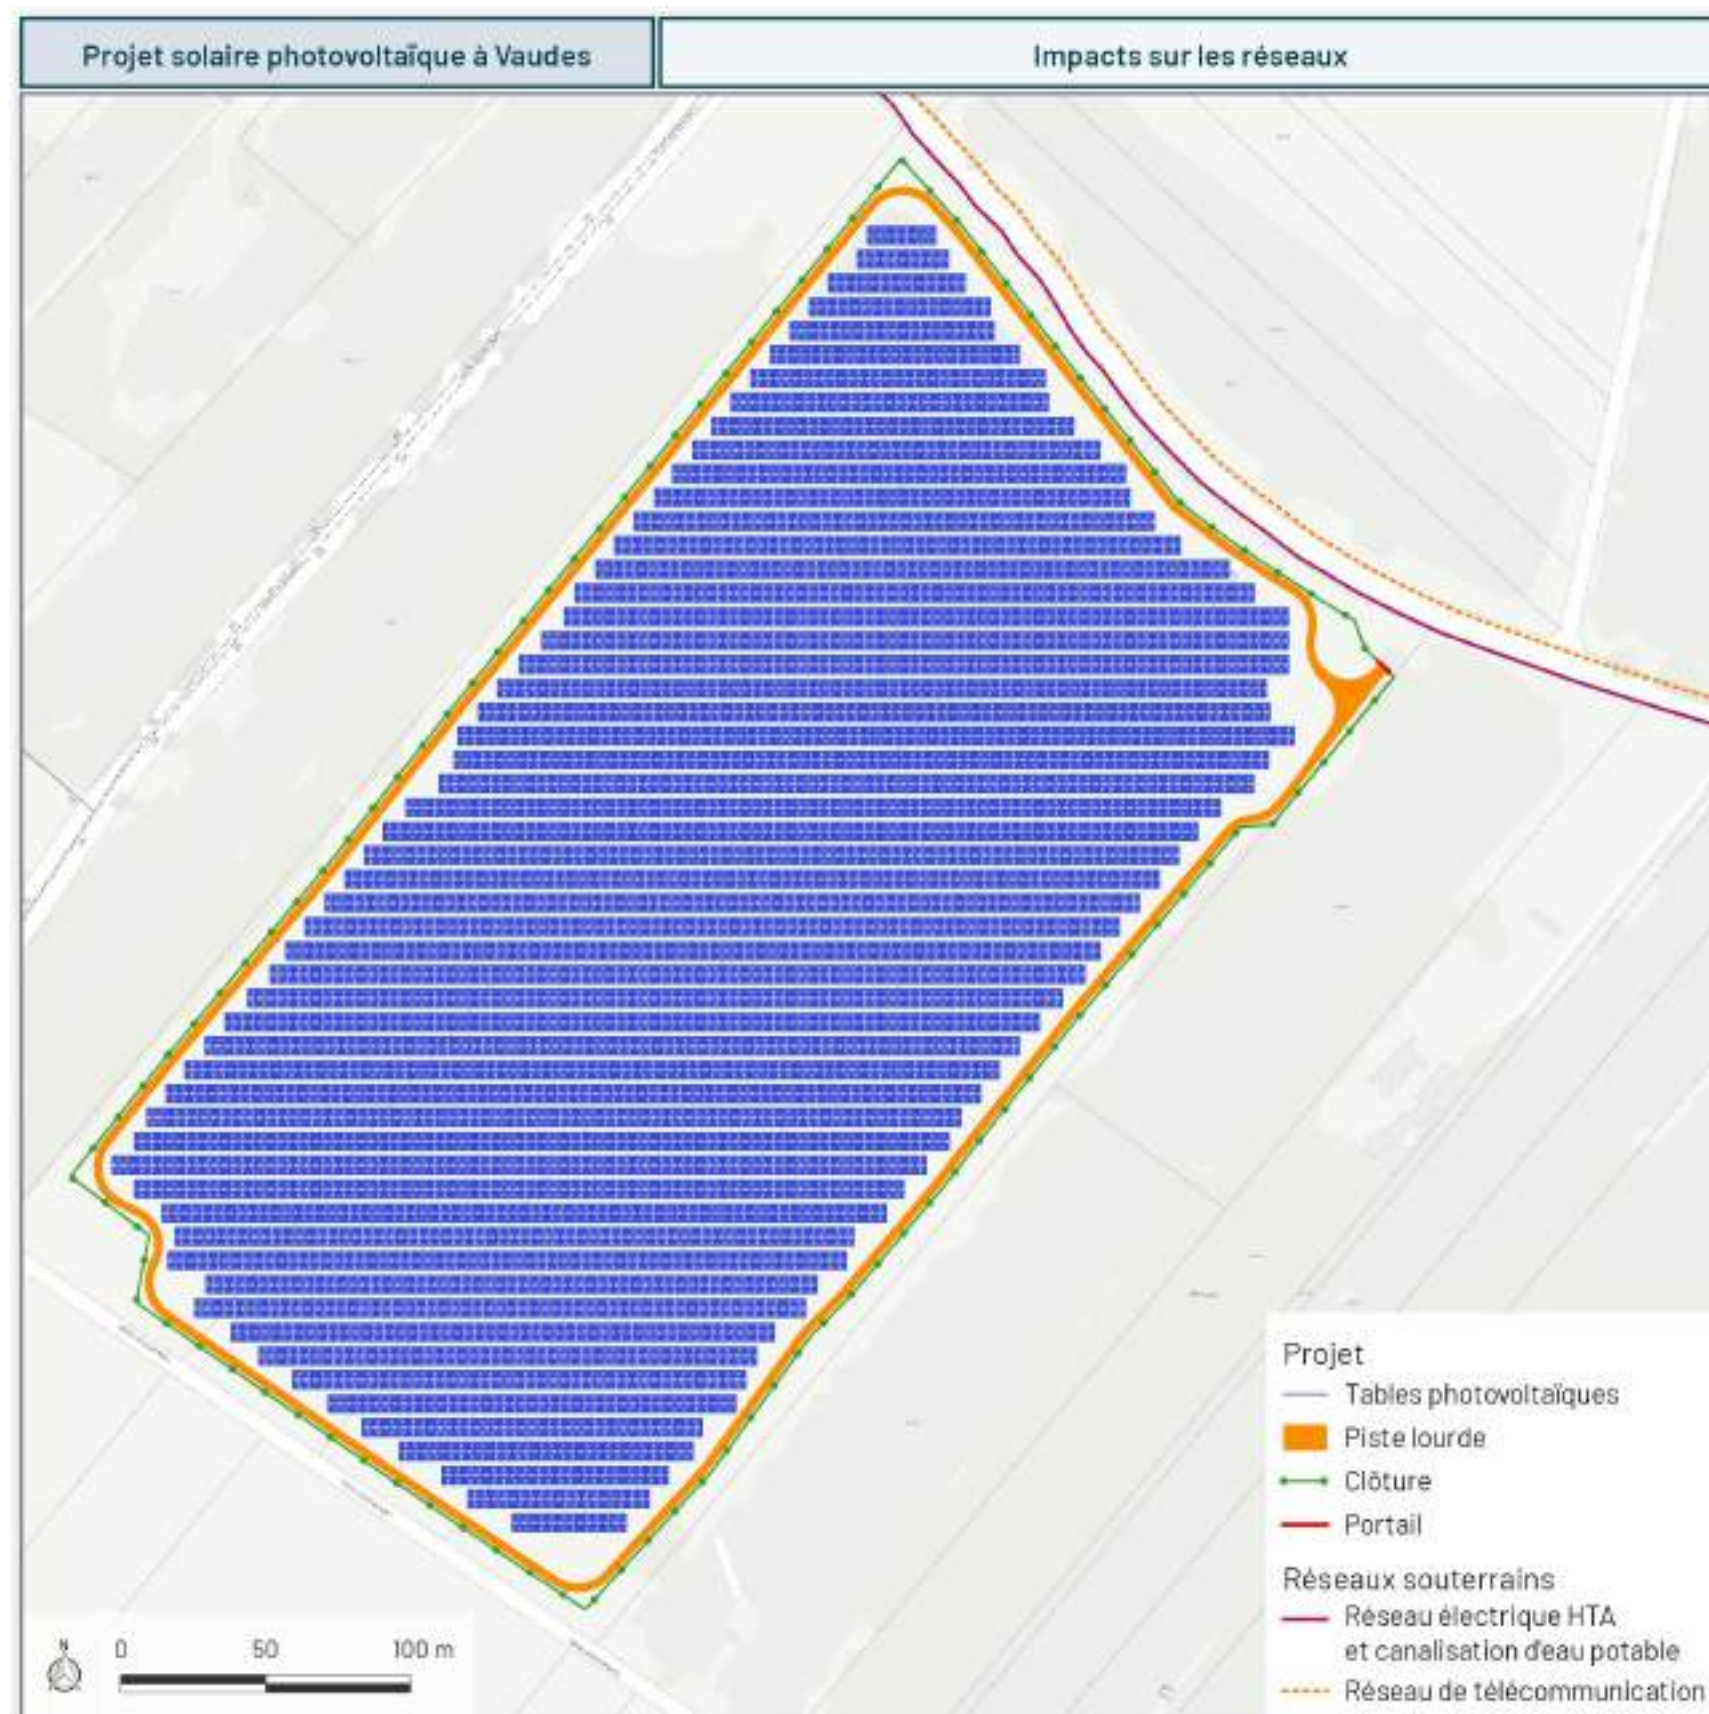 Projet solaire photovoltaïque à Vaudes
Impacts sur les réseaux
Projet
Tables photovoltaïques
Piste lourde
Clôture
Portail
Réseaux souterrains
Réseau électrique HTA
et canalisation d'eau potable
Réseau de télécommunication
N
0 50 100 m